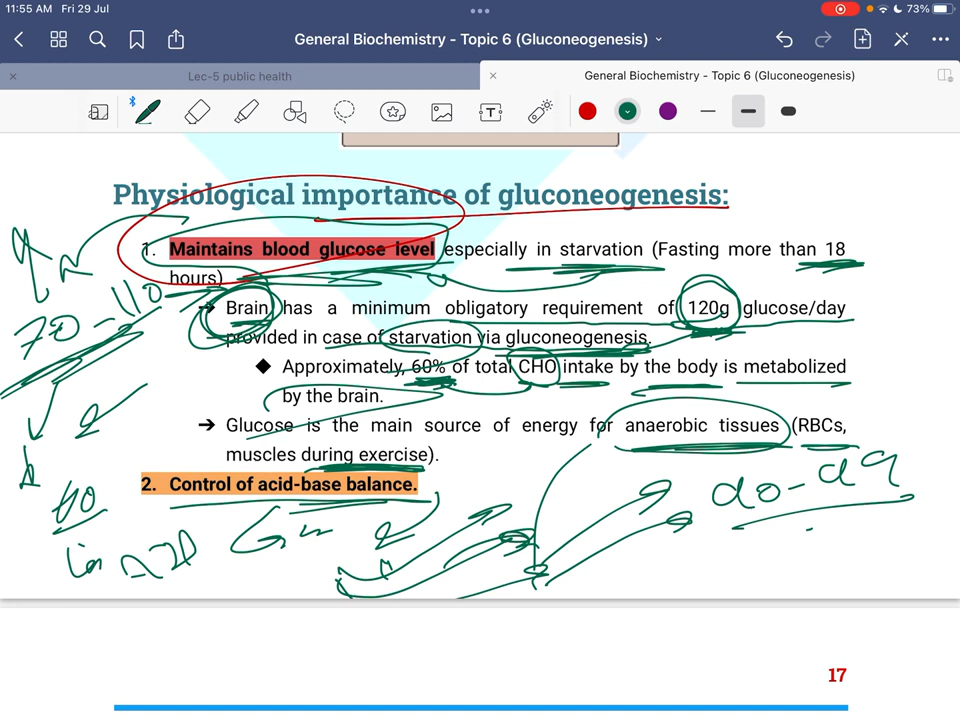 11:55 AM Fri 29 Jul
73%
General Biochemistry - Topic 6 (Gluconeogenesis)
Lec-5 public health
General Biochemistry - Topic 6 (Gluconeogenesis)
Physiological importance of gluconeogenesis:
1. Maintains blood glucose level especially in starvation (Fasting more than 18
hours)
→ Brain has a minimum obligatory requirement of 120g glucose/day
provided in case of starvation via gluconeogenesis.
◆ Approximately, 60% of total CHO intake by the body is metabolized
by the brain.
→ Glucose is the main source of energy for anaerobic tissues (RBCs,
muscles during exercise).
2. Control of acid-base balance.
70-110
40
17